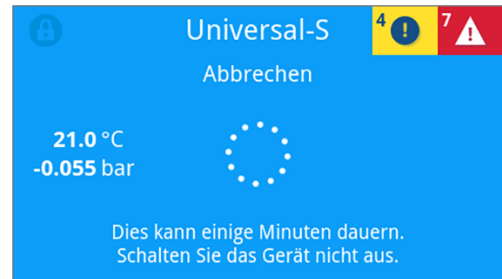 Universal-S
4
7
Abbrechen
21.0 °C
-0.055 bar
Dies kann einige Minuten dauern.
Schalten Sie das Gerät nicht aus.